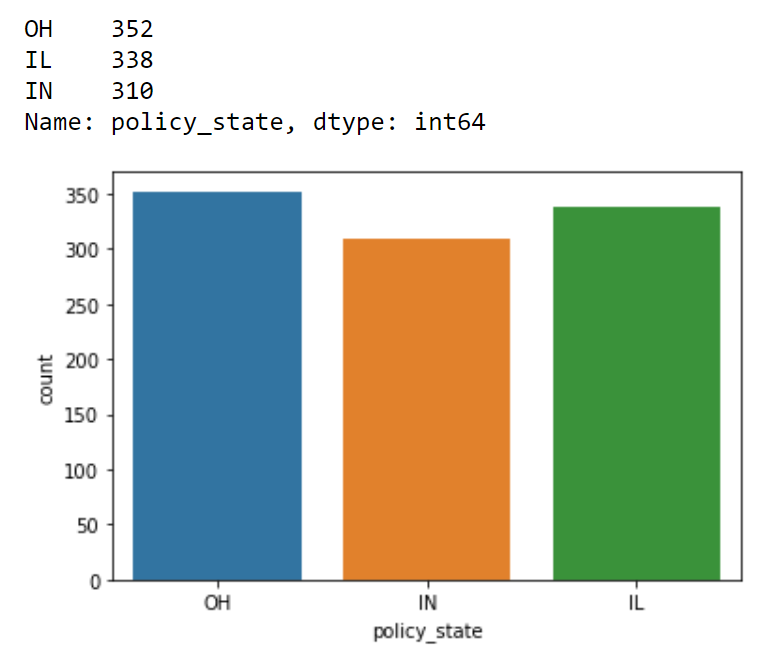 OH    352
IL    338
IN    310
Name: policy_state, dtype: int64
350
300
250
200
150
100
50
0
count
OH IN IL
policy_state